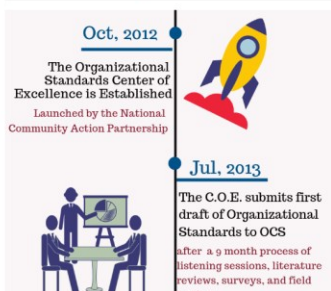 Oct, 2012
The Organizational
Standards Center of
Excellence is Established
Launched by the National
Community Action Partnership
Jul, 2013
The C.O.E. submits first
draft of Organizational
Standards to OCS
after a 9 month process of
listening sessions, literature
reviews, surveys, and field